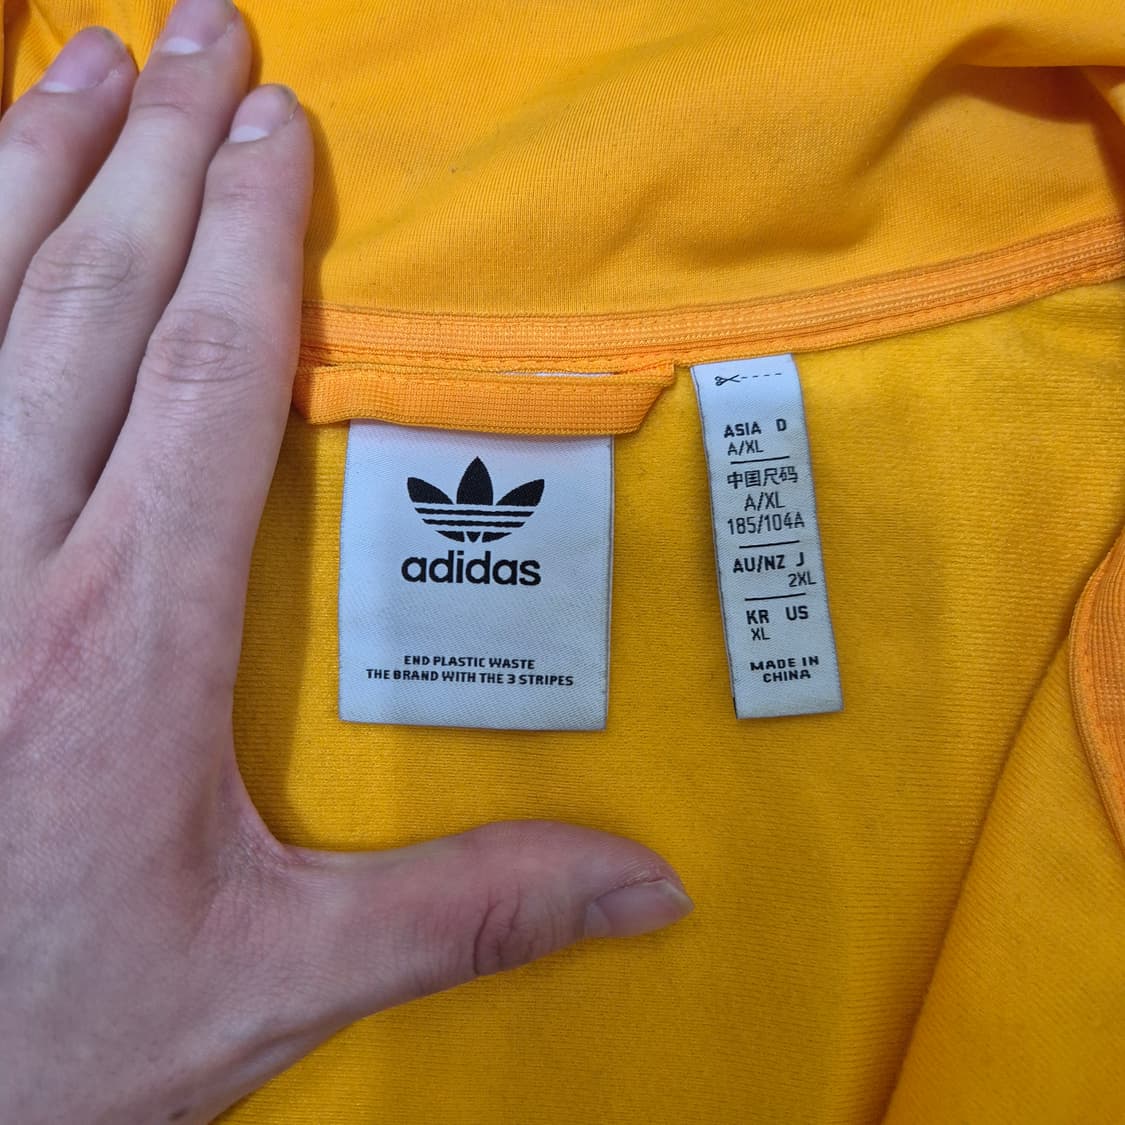 adidas
END PLASTIC WASTE
THE BRAND WITH THE 3 STRIPES
ASIA D
A/XL
中国尺码
A/XL
185/104A
AU/NZ J
2XL
KR US
XL
MADE IN
CHINA